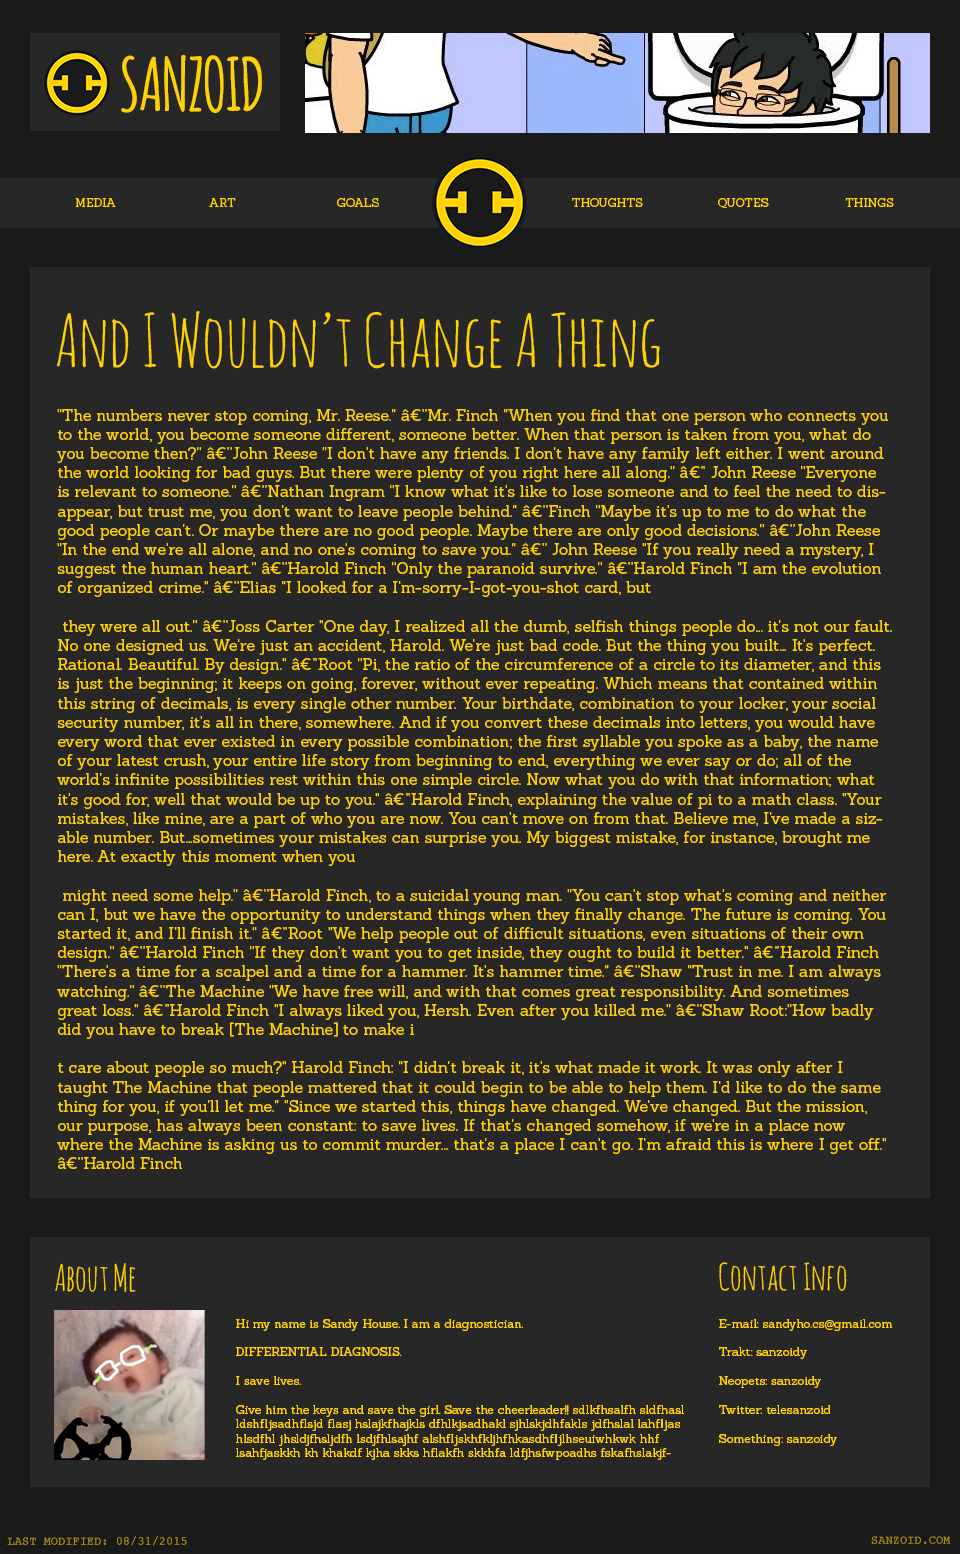 SANZOID
MEDIA
ART
GOALS
THOUGHTS
QUOTES
THINGS
And I Wouldn't Change A Thing
"The numbers never stop coming, Mr. Reese." â€"Mr. Finch "When you find that one person who connects you
to the world, you become someone different, someone better. When that person is taken from you, what do
you become then?" â€"John Reese "I don't have any friends. I don't have any family left either. I went around
the world looking for bad guys. But there were plenty of you right here all along." â€" John Reese "Everyone
is relevant to someone." â€"Nathan Ingram "I know what it's like to lose someone and to feel the need to dis-
appear, but trust me, you don't want to leave people behind." â€"Finch "Maybe it's up to me to do what the
good people can't. Or maybe there are no good people. Maybe there are only good decisions." â€"John Reese
"In the end we're all alone, and no one's coming to save you." â€" John Reese "If you really need a mystery, I
suggest the human heart." â€"Harold Finch "Only the paranoid survive." â€"Harold Finch "I am the evolution
of organized crime." â€"Elias "I looked for a I'm-sorry-I-got-you-shot card, but
they were all out." â€"Joss Carter "One day, I realized all the dumb, selfish things people do... it's not our fault.
No one designed us. We're just an accident, Harold. We're just bad code. But the thing you built... It's perfect.
Rational. Beautiful. By design." â€"Root "Pi, the ratio of the circumference of a circle to its diameter, and this
is just the beginning; it keeps on going, forever, without ever repeating. Which means that contained within
this string of decimals, is every single other number. Your birthdate, combination to your locker, your social
security number, it's all in there, somewhere. And if you convert these decimals into letters, you would have
every word that ever existed in every possible combination; the first syllable you spoke as a baby, the name
of your latest crush, your entire life story from beginning to end, everything we ever say or do; all of the
world's infinite possibilities rest within this one simple circle. Now what you do with that information; what
it's good for, well that would be up to you." â€"Harold Finch, explaining the value of pi to a math class. "Your
mistakes, like mine, are a part of who you are now. You can't move on from that. Believe me, I've made a siz-
able number. But...sometimes your mistakes can surprise you. My biggest mistake, for instance, brought me
here. At exactly this moment when you
might need some help." â€"Harold Finch, to a suicidal young man. "You can't stop what's coming and neither
can I, but we have the opportunity to understand things when they finally change. The future is coming. You
started it, and I'll finish it." â€"Root "We help people out of difficult situations, even situations of their own
design." â€"Harold Finch "If they don't want you to get inside, they ought to build it better." â€"Harold Finch
"There's a time for a scalpel and a time for a hammer. It's hammer time." â€"Shaw "Trust in me. I am always
watching." â€"The Machine "We have free will, and with that comes great responsibility. And sometimes
great loss." â€"Harold Finch "I always liked you, Hersh. Even after you killed me." â€"Shaw Root:"How badly
did you have to break [The Machine] to make i
t care about people so much?" Harold Finch: "I didn't break it, it's what made it work. It was only after I
taught The Machine that people mattered that it could begin to be able to help them. I'd like to do the same
thing for you, if you'll let me." "Since we started this, things have changed. We've changed. But the mission,
our purpose, has always been constant: to save lives. If that's changed somehow, if we're in a place now
where the Machine is asking us to commit murder... that's a place I can't go. I'm afraid this is where I get off."
â€"Harold Finch
About Me
Hi my name is Sandy House. I am a diagnostician.
DIFFERENTIAL DIAGNOSIS.
I save lives.
Give him the keys and save the girl. Save the cheerleader!! sdlkfhsalfh sldfhasl
ldshfljsadhflsjd flasj hslajkfhajkls dfhlkjsadhakl sjhlskjdhfakls jdfhslal lahfljas
hlsdfhl jhsldjfhsljdfh lsdjfhlsajhf alshfljskhfkljhfhkasdhfljlhseuiwhkwk hhf
lsahfjaskkh kh khakdf kjha skks hflakfh skkhfa ldfjhsfwpoadhs fskafhslakjf-
Contact Info
E-mail: sandyho.cs@gmail.com
Trakt: sanzoidy
Neopets: sanzoidy
Twitter: telesanzoid
Something: sanzoidy
LAST MODIFIED: 08/31/2015
SANZOID.COM